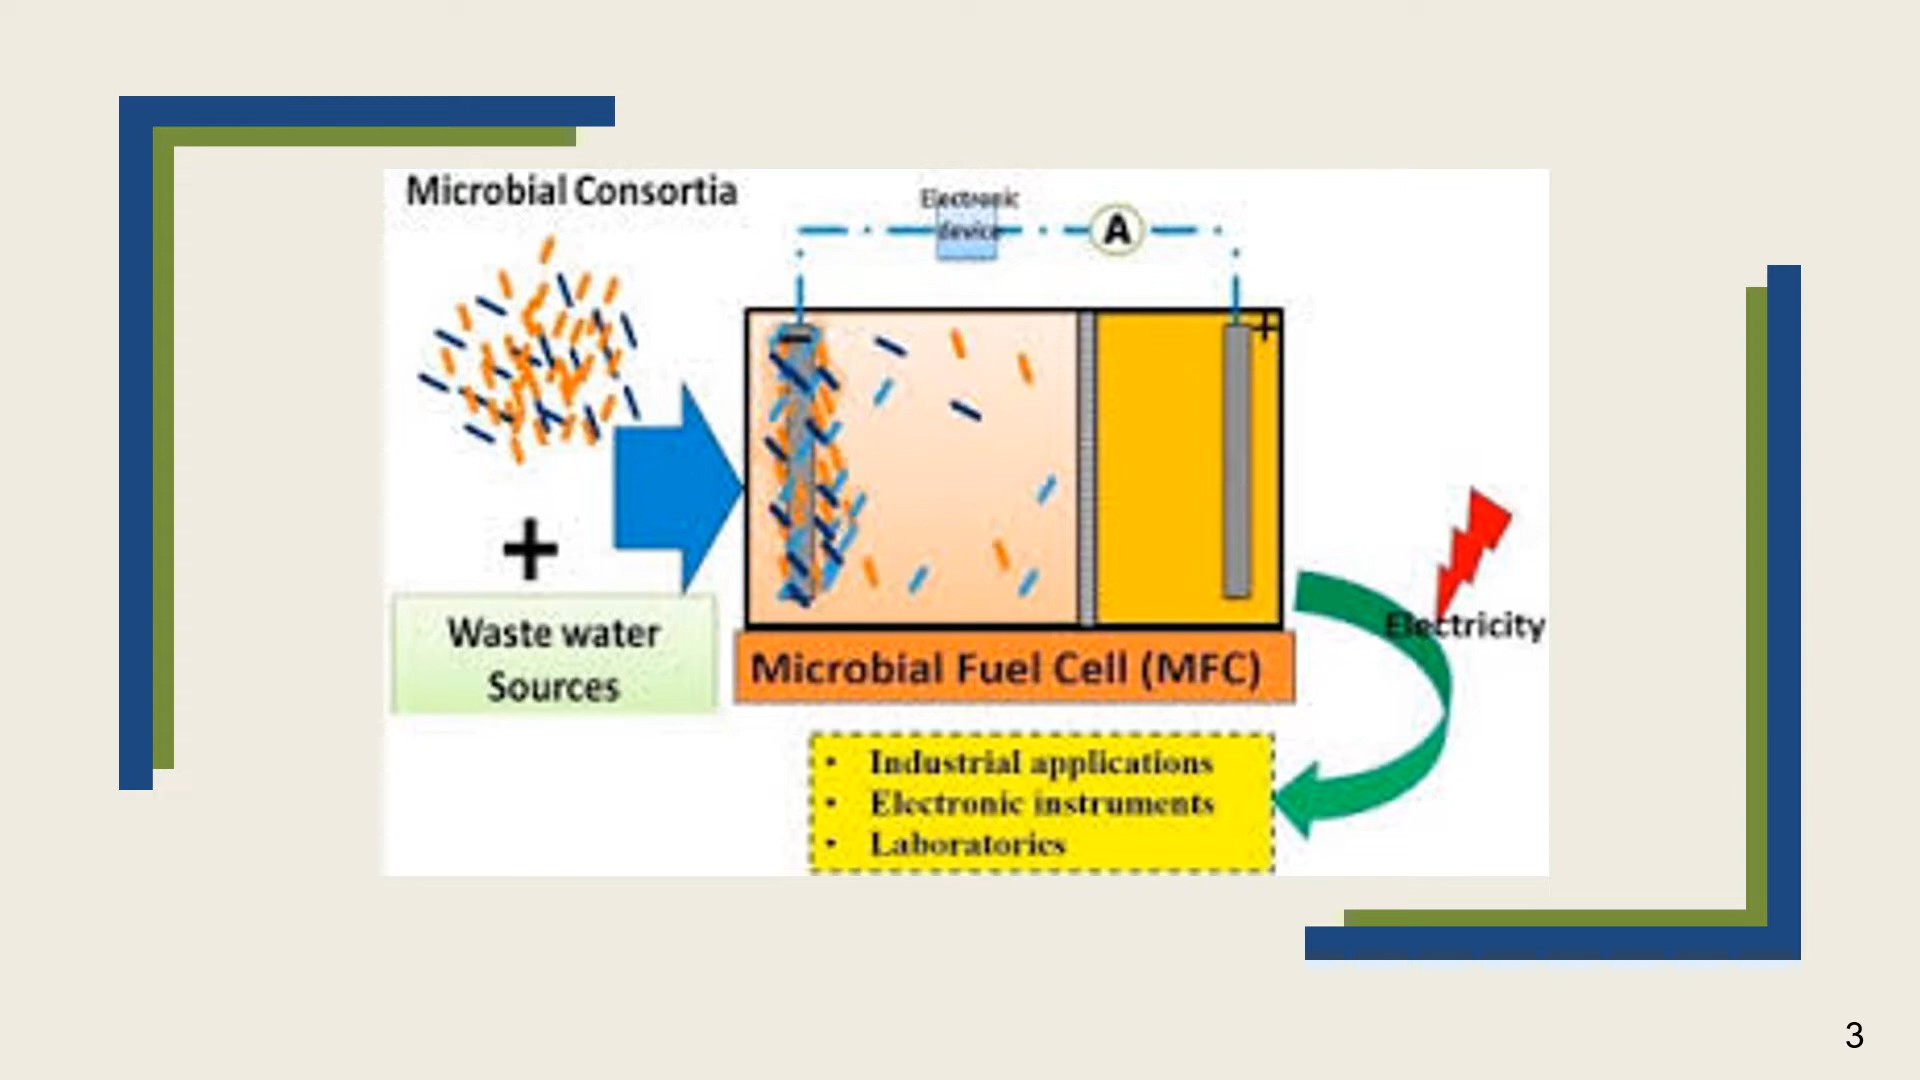 Microbial Consortia
Electronic
device
A
−
+
+
Waste water
Sources
Microbial Fuel Cell (MFC)
Electricity
• Industrial applications
• Electronic instruments
• Laboratories
3